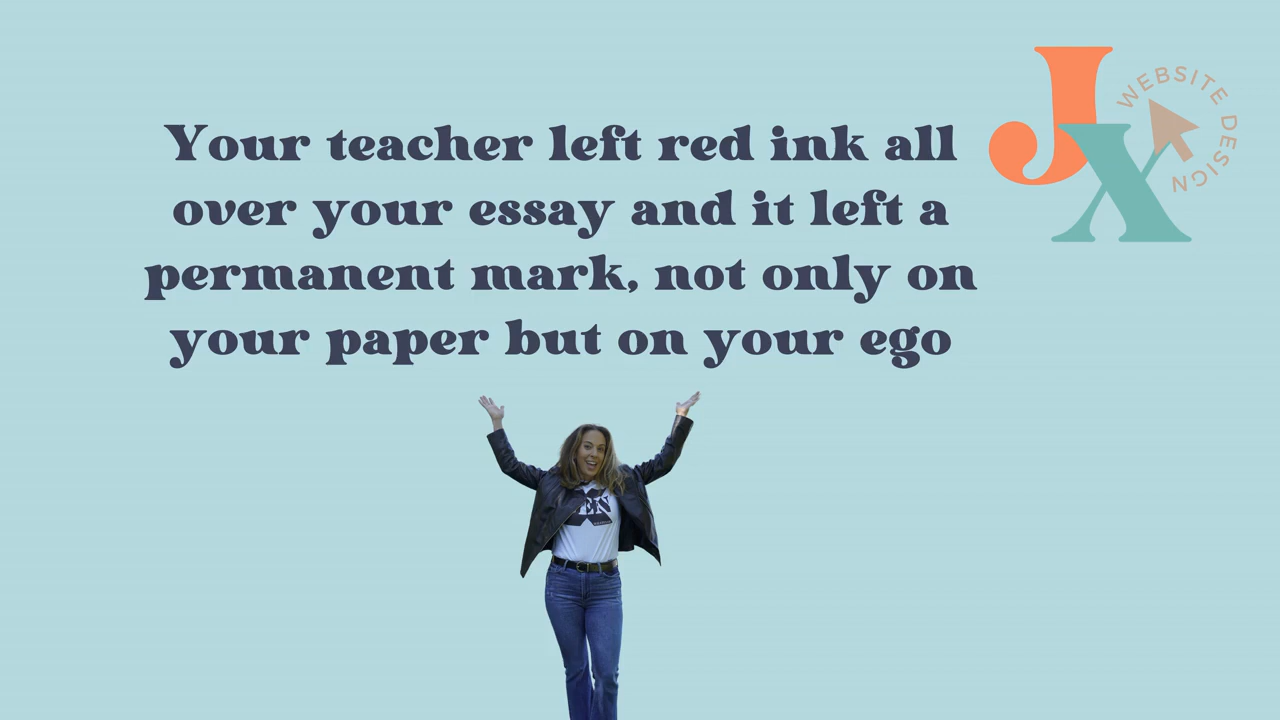 Your teacher left red ink all
over your essay and it left a
permanent mark, not only on
your paper but on your ego
JX
WEBSITE DESIGN